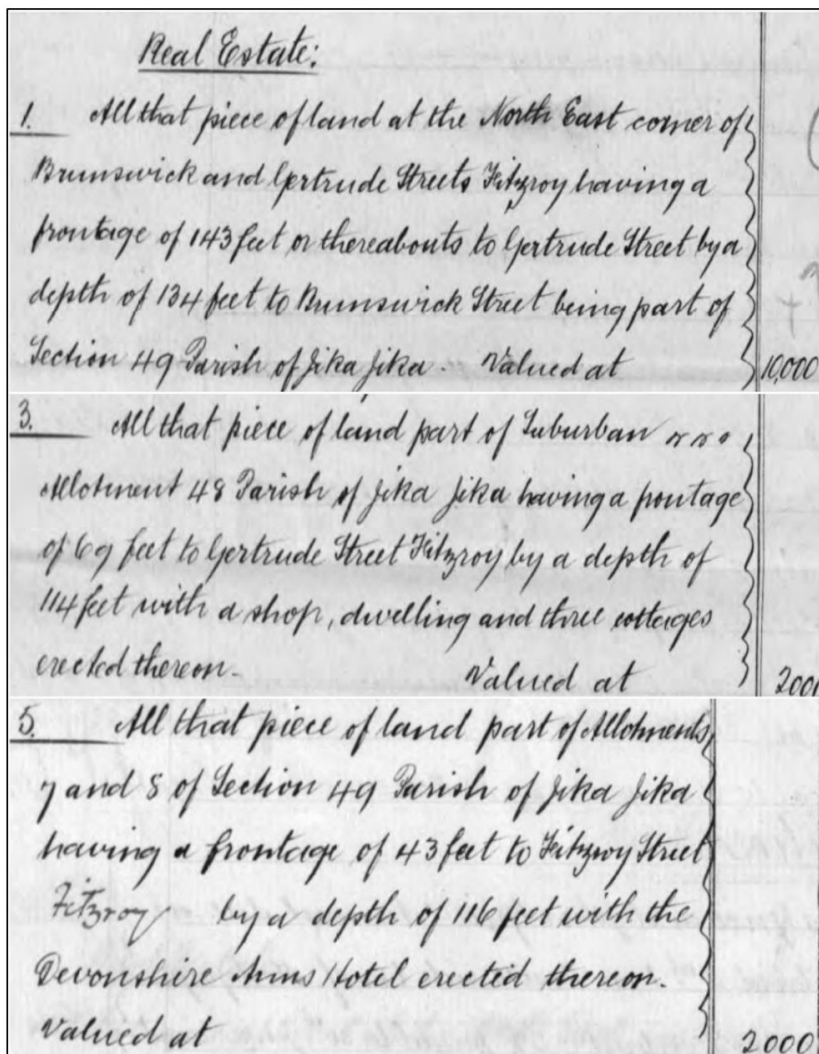 Real Estate:
1. All that piece of land at the North East corner of
Brunswick and Gertrude Streets Fitzroy having a
frontage of 143 feet or thereabouts to Gertrude Street by a
depth of 134 feet to Brunswick Street being part of
Section 49 Parish of Jika Jika. Valued at 10,000
3. All that piece of land part of Suburban
Allotment 48 Parish of Jika Jika having a frontage
of 69 feet to Gertrude Street Fitzroy by a depth of
114 feet with a shop, dwelling and three cottages
erected thereon. Valued at
5. All that piece of land part of Allotments
7 and 8 of Section 49 Parish of Jika Jika
having a frontage of 43 feet to Fitzroy Street
Fitzroy by a depth of 116 feet with the
Devonshire Arms Hotel erected thereon.
Valued at 2000